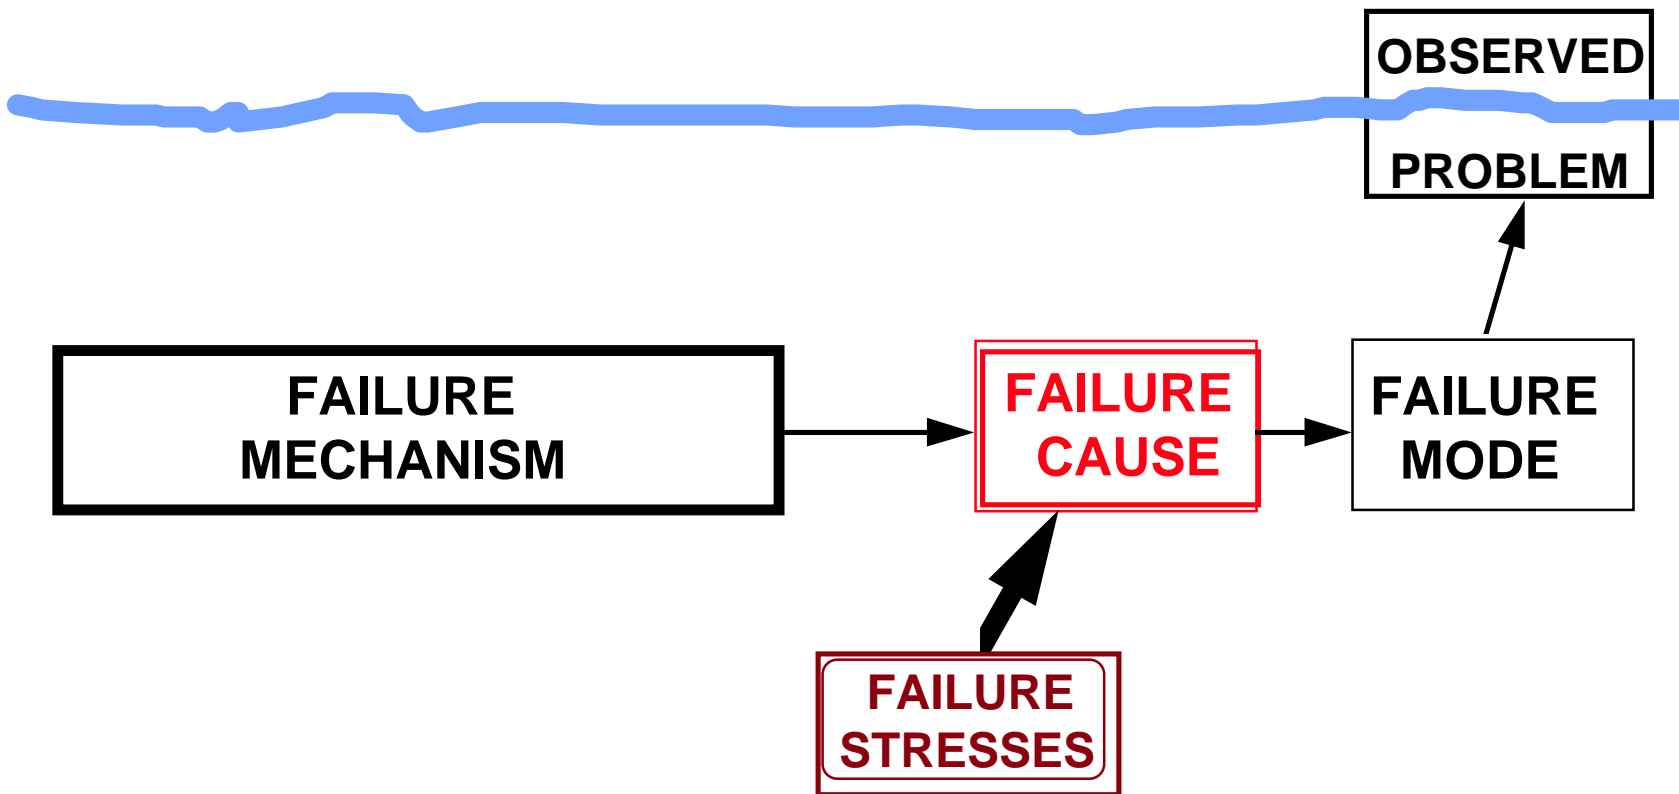 OBSERVED
PROBLEM
FAILURE
MECHANISM
FAILURE
CAUSE
FAILURE
MODE
FAILURE
STRESSES